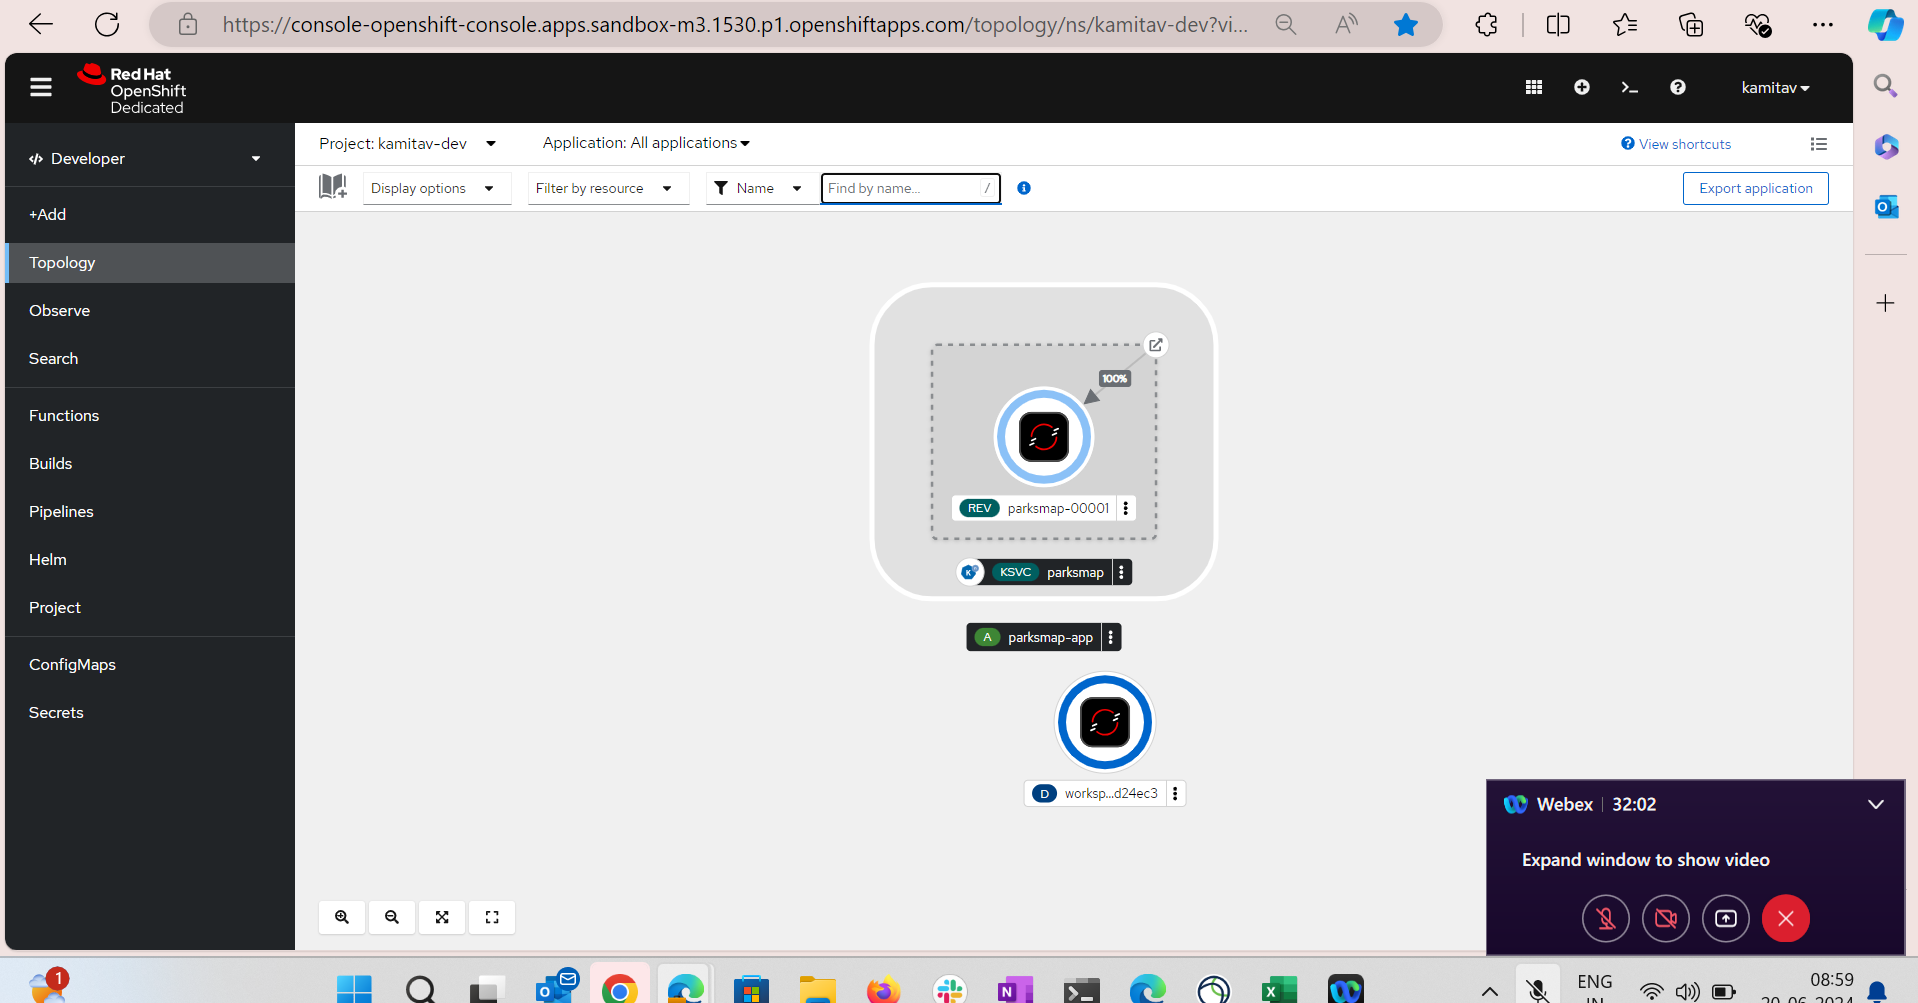 https://console-openshift-console.apps.sandbox-m3.1530.p1.openshiftapps.com/topology/ns/kamitav-dev?vi...
Red Hat
OpenShift
Dedicated
kamitav
Developer
Project: kamitav-dev
Application: All applications
View shortcuts
Display options
Filter by resource
Name
Find by name...
/
Export application
+Add
Topology
Observe
Search
Functions
Builds
Pipelines
Helm
Project
ConfigMaps
Secrets
100%
REV parksmap-00001
KSVC parksmap
A parksmap-app
D worksp...d24ec3
Webex 32:02
Expand window to show video
1
ENG
IN
08:59
20-06-2024